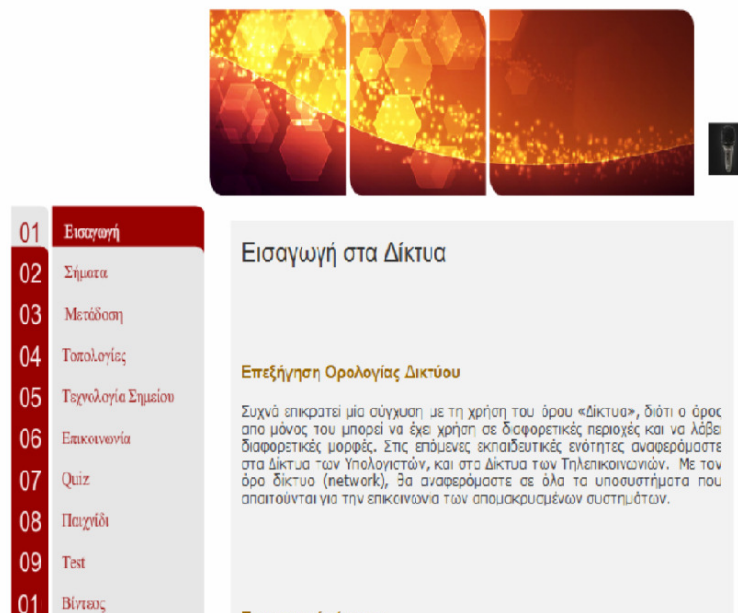 01 Εισαγωγή
02 Σήματα
03 Μετάδοση
04 Τοπολογίες
05 Τεχνολογία Σημείου
06 Επικοινωνία
07 Quiz
08 Παιχνίδι
09 Test
01 Βίντεος
Εισαγωγή στα Δίκτυα
Επεξήγηση Ορολογίας Δικτύου
Συχνά επικρατεί μία σύγχυση με τη χρήση του όρου «Δίκτυα», διότι ο όρος
απο μόνος του μπορεί να έχει χρήση σε διαφορετικές περιοχές και να λάβει
διαφορετικές μορφές. Στις επόμενες εκπαιδευτικές ενότητες αναφερόμαστε
στα Δίκτυα των Υπολογιστών, και στα Δίκτυα των Τηλεπικοινωνιών. Με τον
όρο δίκτυο (network), θα αναφερόμαστε σε όλα τα υποσυστήματα που
απαιτούνται για την επικοινωνία των απομακρυσμένων συστημάτων.